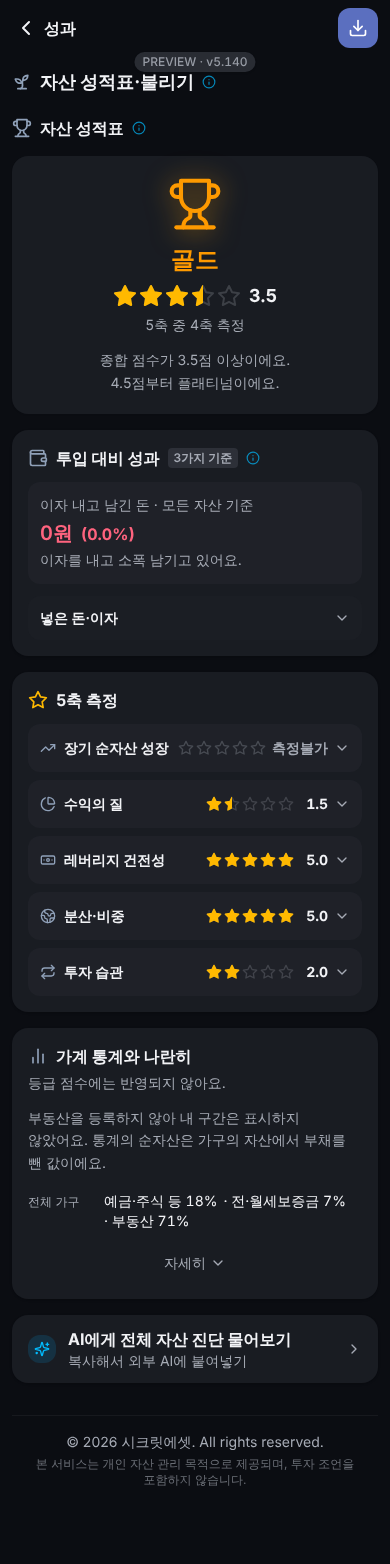 성과
PREVIEW · v5.140
자산 성적표·불리기
자산 성적표
골드
3.5
5축 중 4축 측정
종합 점수가 3.5점 이상이에요.
4.5점부터 플래티넘이에요.
투입 대비 성과 3가지 기준
이자 내고 남긴 돈 · 모든 자산 기준
0원 (0.0%)
이자를 내고 소폭 남기고 있어요.
넣은 돈·이자
5축 측정
장기 순자산 성장 측정불가
수익의 질 1.5
레버리지 건전성 5.0
분산·비중 5.0
투자 습관 2.0
가계 통계와 나란히
등급 점수에는 반영되지 않아요.
부동산을 등록하지 않아 내 구간은 표시하지
않았어요. 통계의 순자산은 가구의 자산에서 부채를
뺀 값이에요.
전체 가구 예금·주식 등 18% · 전·월세보증금 7%
· 부동산 71%
자세히
AI에게 전체 자산 진단 물어보기
복사해서 외부 AI에 붙여넣기
© 2026 시크릿에셋. All rights reserved.
본 서비스는 개인 자산 관리 목적으로 제공되며, 투자 조언을
포함하지 않습니다.